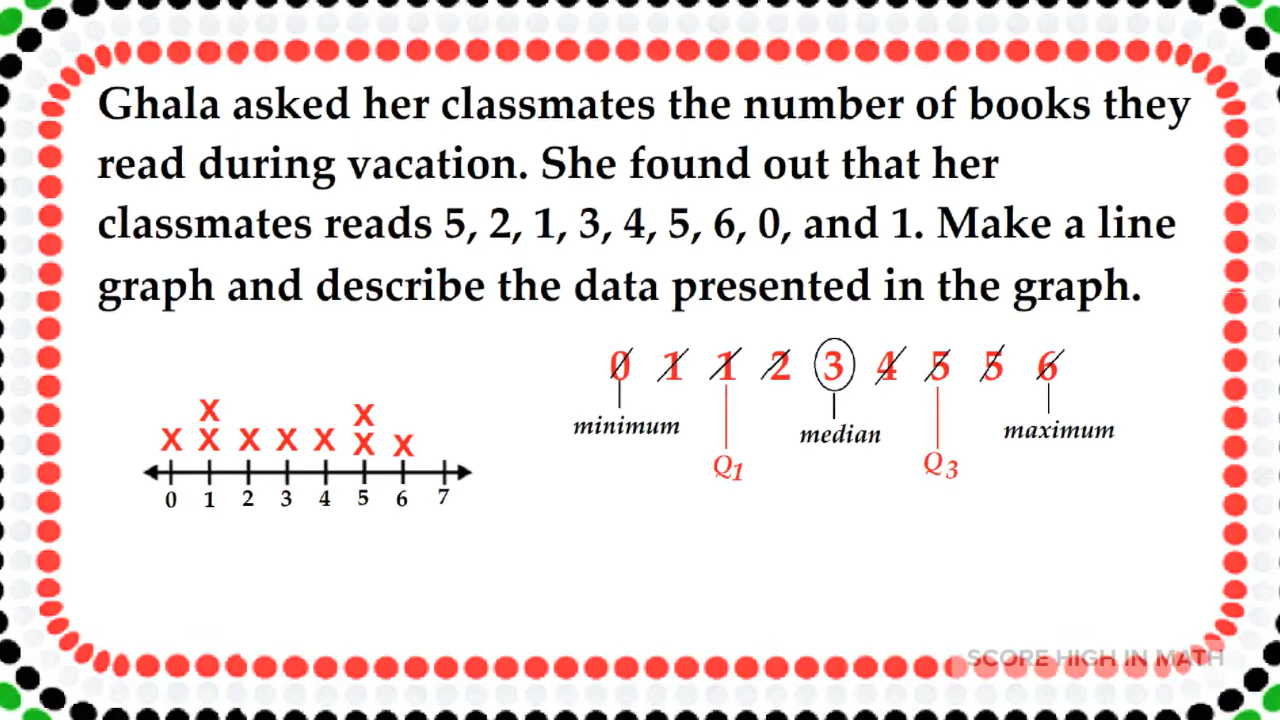 Ghala asked her classmates the number of books they
read during vacation. She found out that her
classmates reads 5, 2, 1, 3, 4, 5, 6, 0, and 1. Make a line
graph and describe the data presented in the graph.
0 1 1 2 3 4 5 5 6
minimum median maximum
Q1 Q3
X X
X X X X X X X
0 1 2 3 4 5 6 7
SCORE HIGH IN MATH